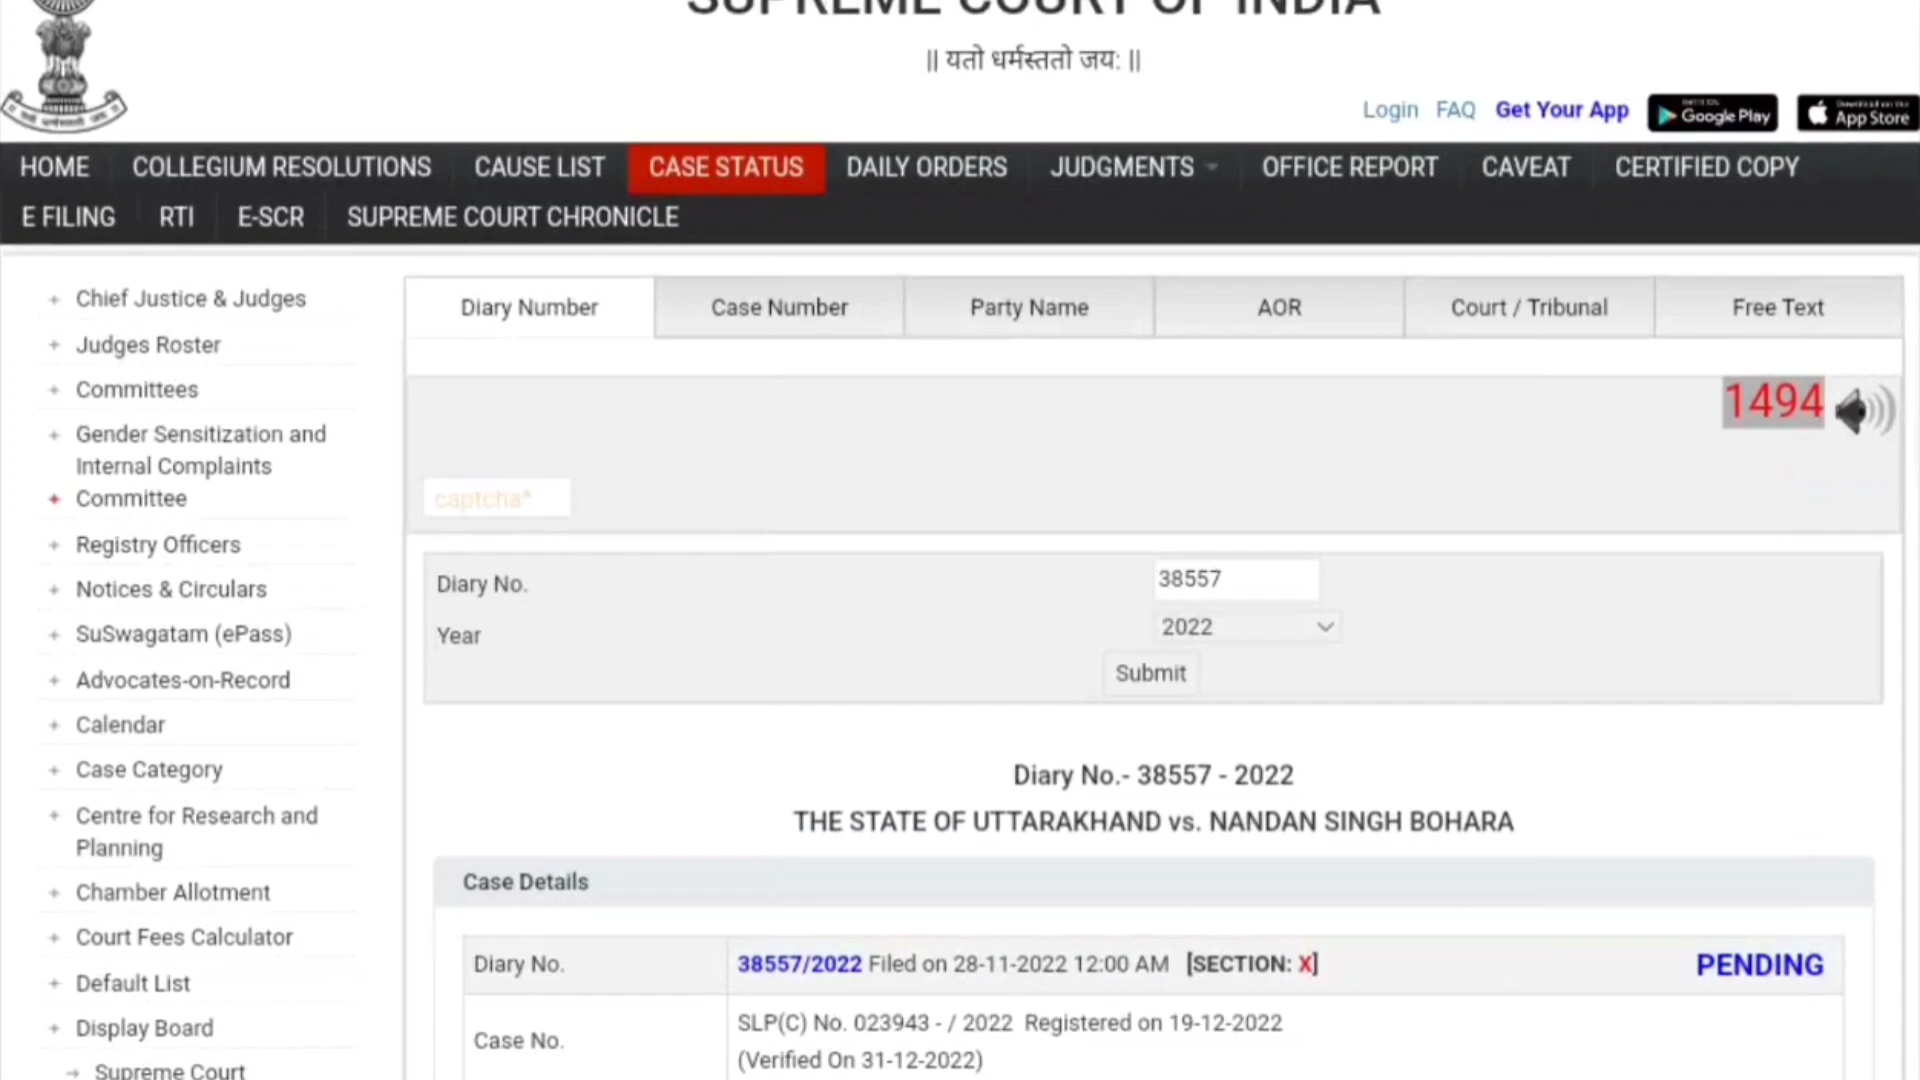 SUPREME COURT OF INDIA
|| यतो धर्मस्ततो जय: ||
Login FAQ Get Your App Google Play App Store
HOME COLLEGIUM RESOLUTIONS CAUSE LIST CASE STATUS DAILY ORDERS JUDGMENTS OFFICE REPORT CAVEAT CERTIFIED COPY
E FILING RTI E-SCR SUPREME COURT CHRONICLE
Chief Justice & Judges
Judges Roster
Committees
Gender Sensitization and
Internal Complaints
Committee
Registry Officers
Notices & Circulars
SuSwagatam (ePass)
Advocates-on-Record
Calendar
Case Category
Centre for Research and
Planning
Chamber Allotment
Court Fees Calculator
Default List
Display Board
Supreme Court
Diary Number Case Number Party Name AOR Court / Tribunal Free Text
1494
captcha*
Diary No. 38557
Year 2022
Submit
Diary No.- 38557 - 2022
THE STATE OF UTTARAKHAND vs. NANDAN SINGH BOHARA
Case Details
Diary No. 38557/2022 Filed on 28-11-2022 12:00 AM [SECTION: X] PENDING
Case No. SLP(C) No. 023943 - / 2022 Registered on 19-12-2022
(Verified On 31-12-2022)